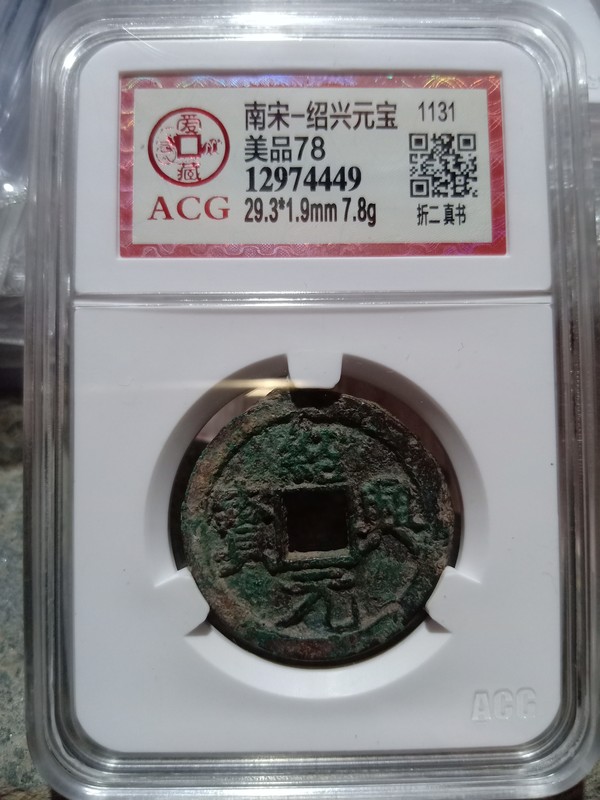 爱藏
ACG
南宋-绍兴元宝 1131
美品78
12974449
29.3*1.9mm 7.8g
折二 真书
紹
興
寶
元
ACG